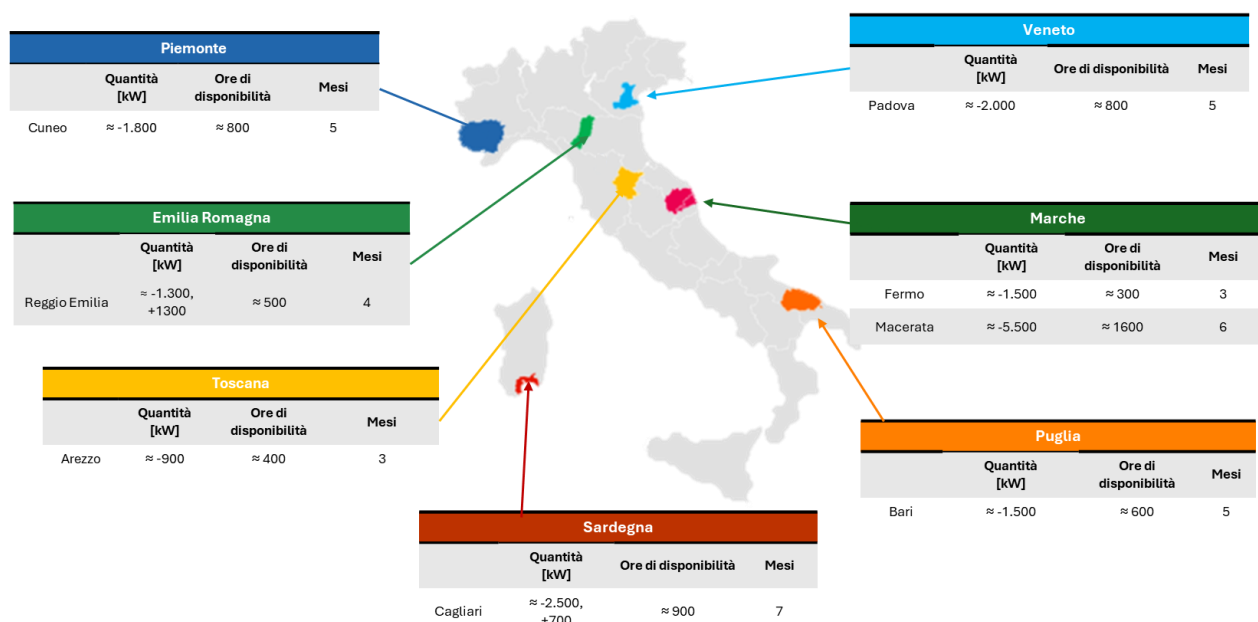 Piemonte
Quantità [kW] Ore di disponibilità Mesi
Cuneo ≈ -1.800 ≈ 800 5
Veneto
Quantità [kW] Ore di disponibilità Mesi
Padova ≈ -2.000 ≈ 800 5
Emilia Romagna
Quantità [kW] Ore di disponibilità Mesi
Reggio Emilia ≈ -1.300, +1300 ≈ 500 4
Marche
Quantità [kW] Ore di disponibilità Mesi
Fermo ≈ -1.500 ≈ 300 3
Macerata ≈ -5.500 ≈ 1600 6
Toscana
Quantità [kW] Ore di disponibilità Mesi
Arezzo ≈ -900 ≈ 400 3
Puglia
Quantità [kW] Ore di disponibilità Mesi
Bari ≈ -1.500 ≈ 600 5
Sardegna
Quantità [kW] Ore di disponibilità Mesi
Cagliari ≈ -2.500, +700 ≈ 900 7